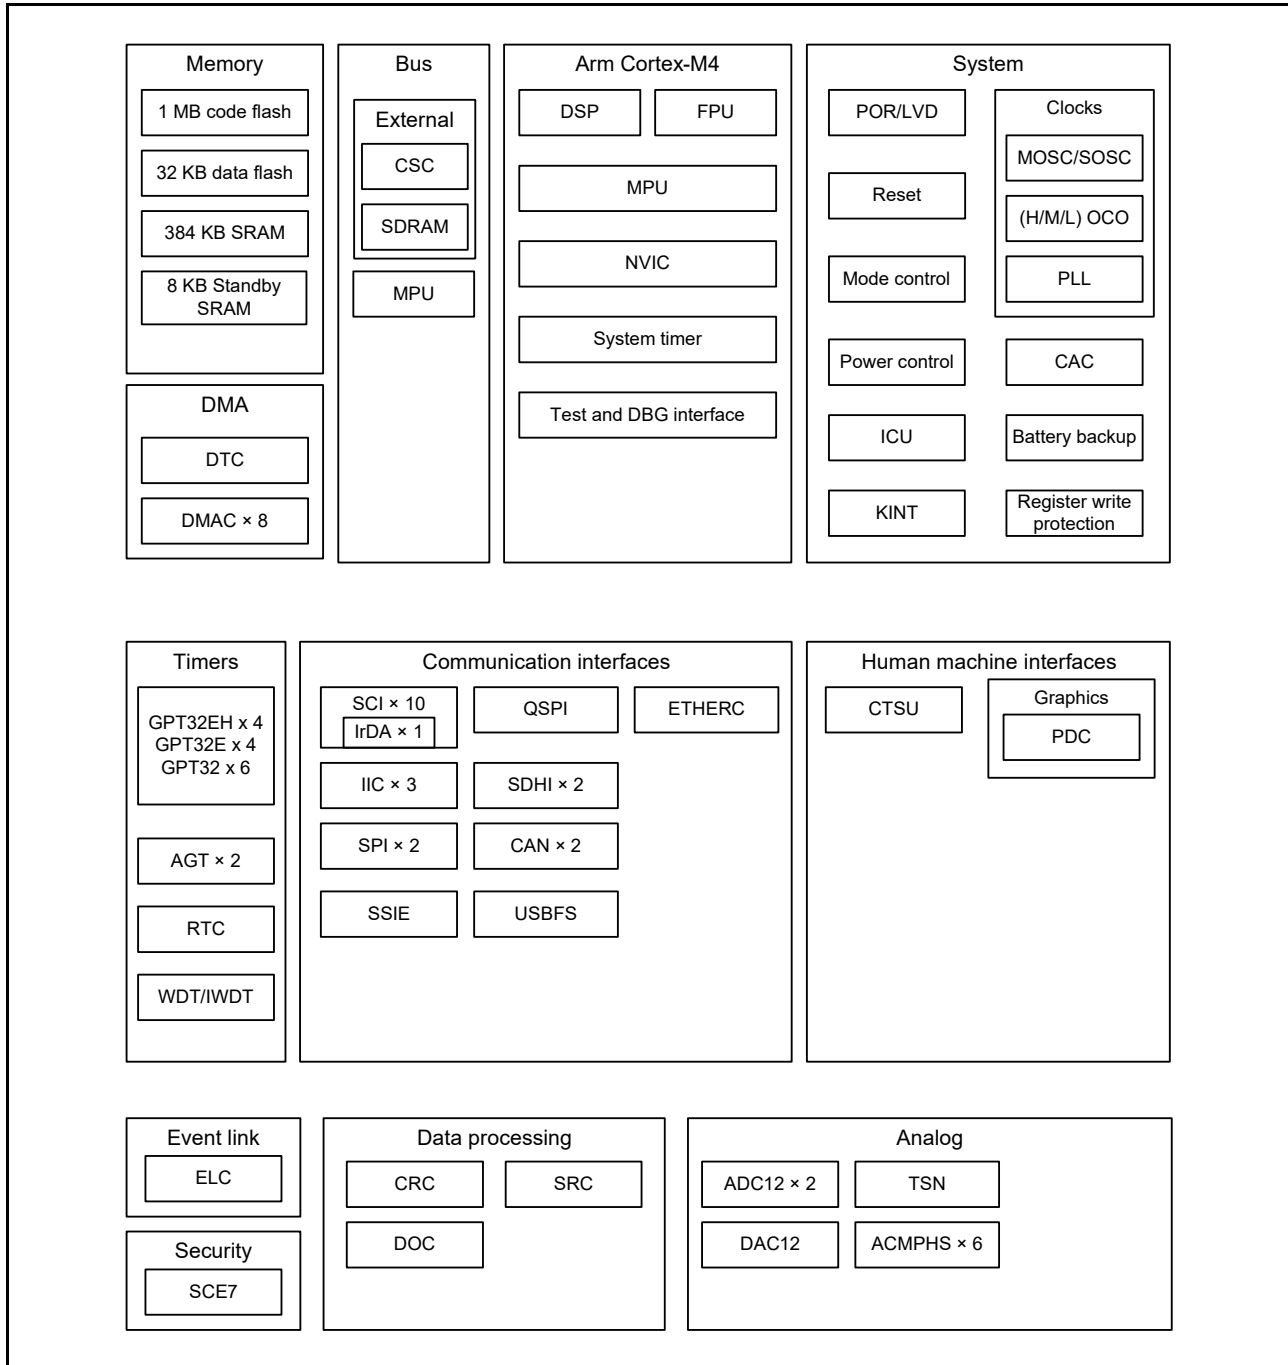 Memory
1 MB code flash
32 KB data flash
384 KB SRAM
8 KB Standby
SRAM
DMA
DTC
DMAC × 8
Bus
External
CSC
SDRAM
MPU
Arm Cortex-M4
DSP
FPU
MPU
NVIC
System timer
Test and DBG interface
System
POR/LVD
Reset
Mode control
Power control
ICU
KINT
Clocks
MOSC/SOSC
(H/M/L) OCO
PLL
CAC
Battery backup
Register write
protection
Timers
GPT32EH x 4
GPT32E x 4
GPT32 x 6
AGT × 2
RTC
WDT/IWDT
Communication interfaces
SCI × 10
IrDA × 1
IIC × 3
SPI × 2
SSIE
QSPI
SDHI × 2
CAN × 2
USBFS
ETHERC
Human machine interfaces
CTSU
Graphics
PDC
Event link
ELC
Security
SCE7
Data processing
CRC
SRC
DOC
Analog
ADC12 × 2
TSN
DAC12
ACMPHS × 6